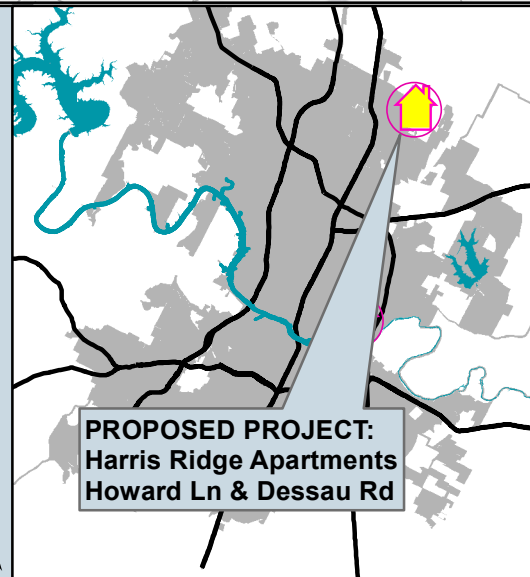 PROPOSED PROJECT:
Harris Ridge Apartments
Howard Ln & Dessau Rd